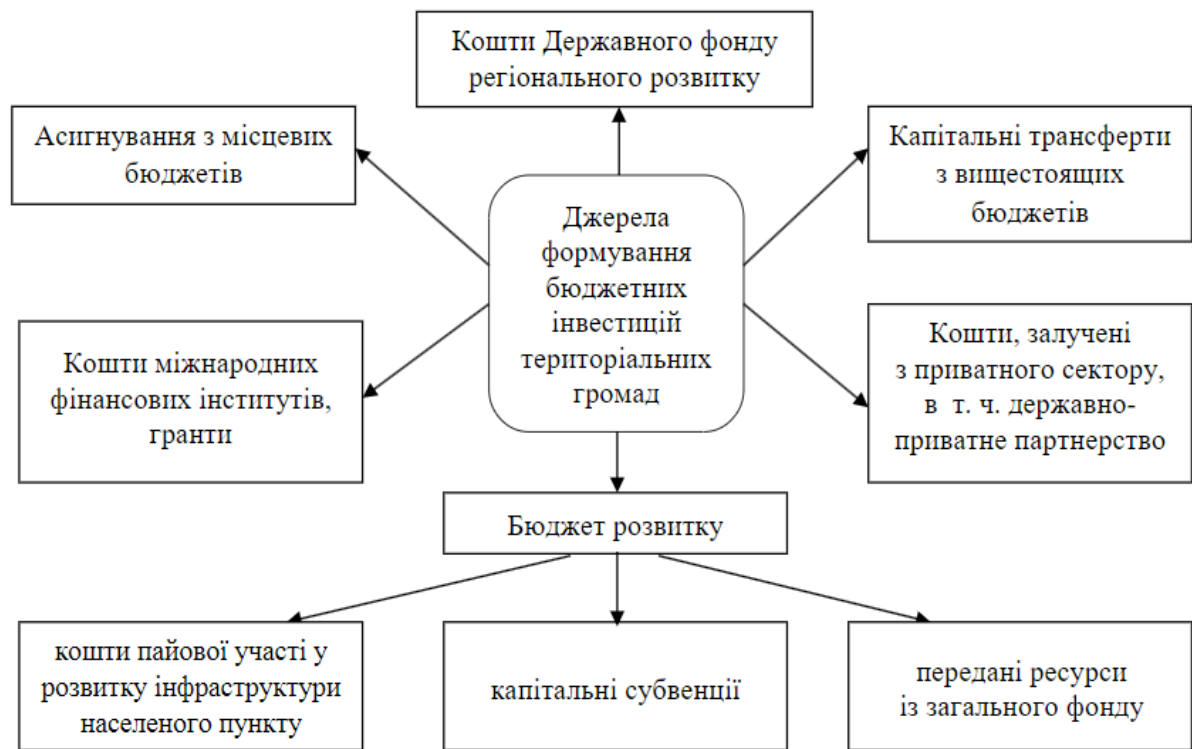 Кошти Державного фонду
регіонального розвитку
Асигнування з місцевих
бюджетів
Капітальні трансферти
з вищестоящих
бюджетів
Джерела
формування
бюджетних
інвестицій
територіальних
громад
Кошти міжнародних
фінансових інститутів,
гранти
Кошти, залучені
з приватного сектору,
в т. ч. державно-
приватне партнерство
Бюджет розвитку
кошти пайової участі у
розвитку інфраструктури
населеного пункту
капітальні субвенції
передані ресурси
із загального фонду